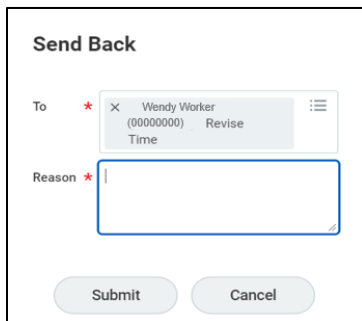 Send Back
To * × Wendy Worker
(00000000) Revise
Time
Reason *
Submit Cancel